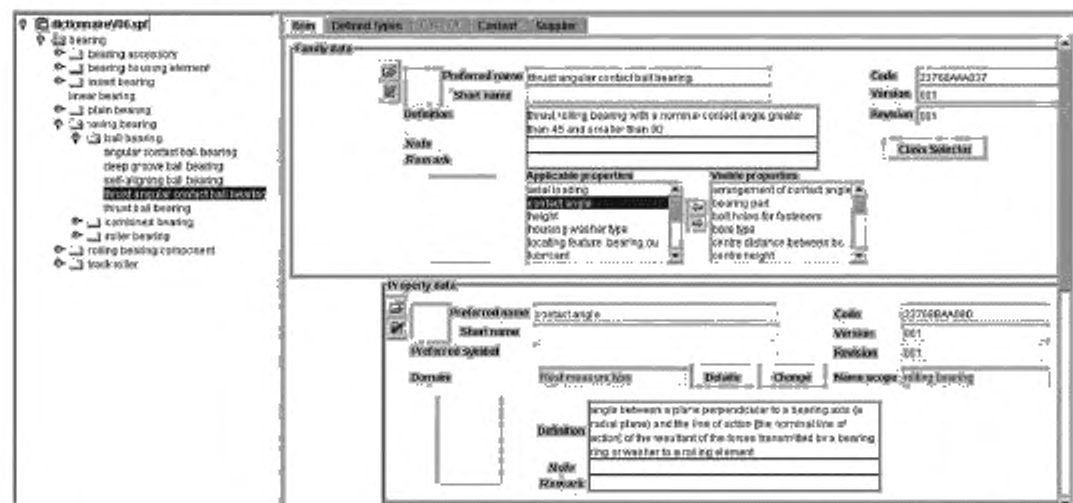 dictionnaireV06.spf
bearing
bearing accessory
bearing housing element
insert bearing
linear bearing
plain bearing
rolling bearing
ball bearing
angular contact ball bearing
deep groove ball bearing
self-aligning ball bearing
thrust angular contact ball bearing
thrust ball bearing
combined bearing
roller bearing
rolling bearing component
track roller
Item Defined types Content Supplier
Family data
Preferred name thrust angular contact ball bearing
Short name
Definition thrust rolling bearing with a nominal contact angle greater
than 45 and smaller than 90
Note
Remark
Code
Version 001
Revision 001
Class Selector
Applicable properties
axial loading
contact angle
height
housing washer type
locating feature, bearing ou
lubricant
Visible properties
arrangement of contact angle
bearing part
bolt holes for fasteners
bore type
centre distance between bo
centre height
Property data
Preferred name contact angle
Short name
Preferred symbol
Code
Version 001
Revision 001
Domain Real measure type Details Change Name scope rolling bearing
Definition angle between a plane perpendicular to a bearing axis (a
radial plane) and the line of action (the nominal line of
action) of the resultant of the forces transmitted by a bearing
ring or washer to a rolling element
Note
Remark